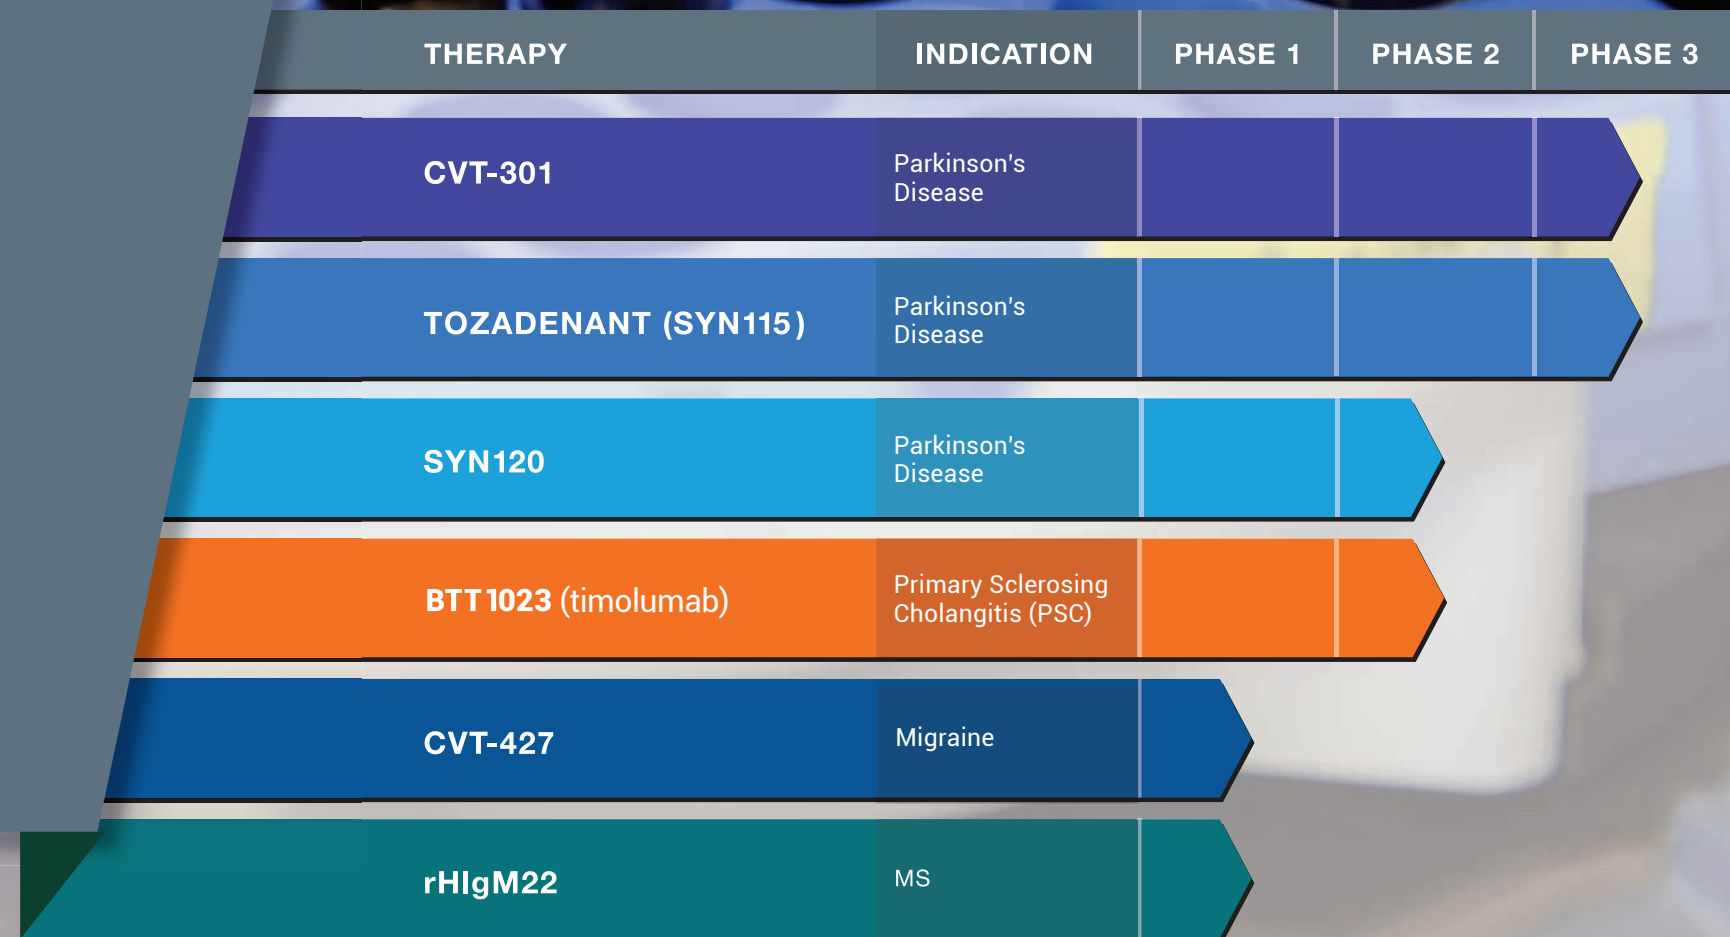 THERAPY INDICATION PHASE 1 PHASE 2 PHASE 3
CVT-301
Parkinson's
Disease
TOZADENANT (SYN115)
Parkinson's
Disease
SYN120
Parkinson's
Disease
BTT1023 (timolumab)
Primary Sclerosing
Cholangitis (PSC)
CVT-427
Migraine
rHIgM22
MS